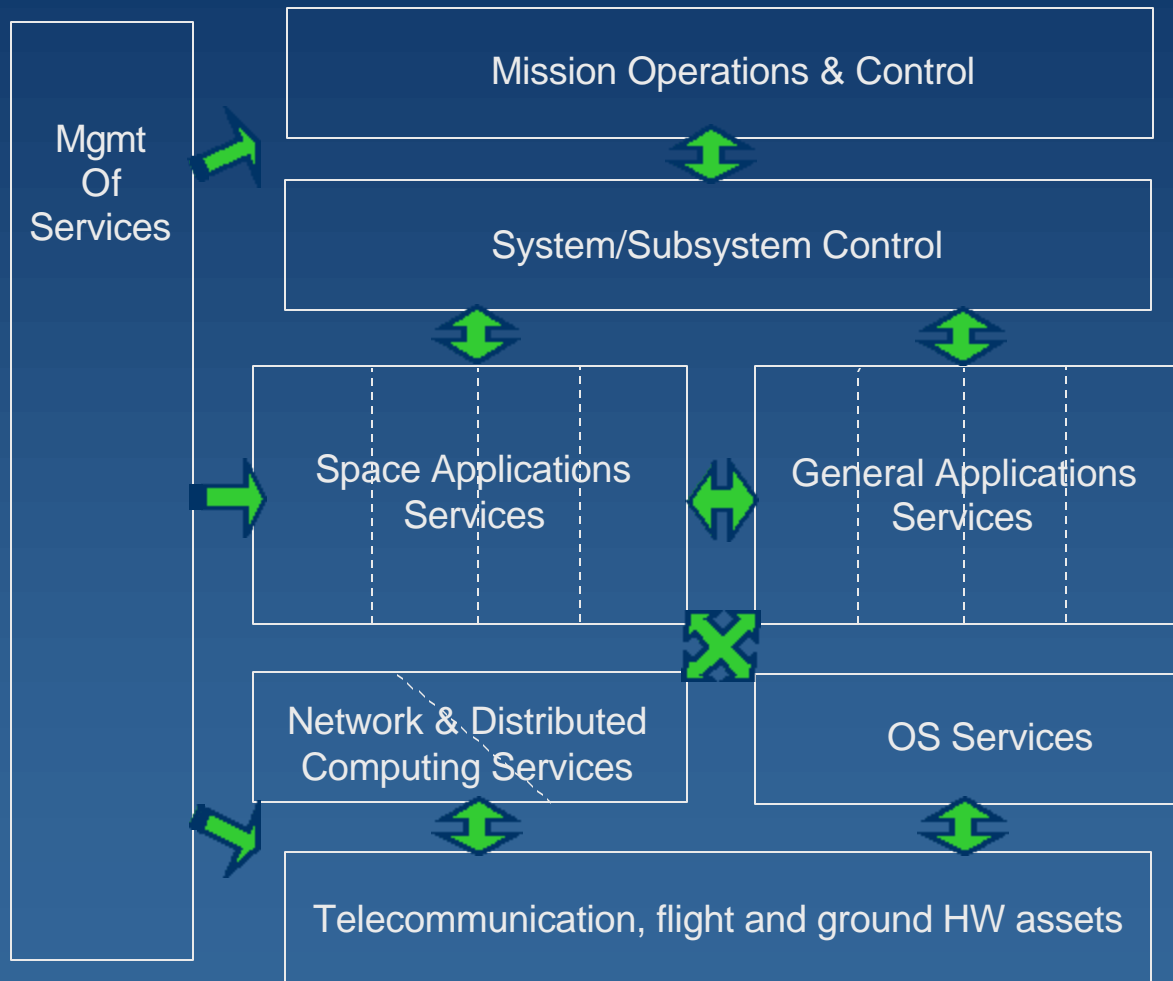 Mission Operations & Control
Mgmt
Of
Services
System/Subsystem Control
Space Applications
Services
General Applications
Services
Network & Distributed
Computing Services
OS Services
Telecommunication, flight and ground HW assets